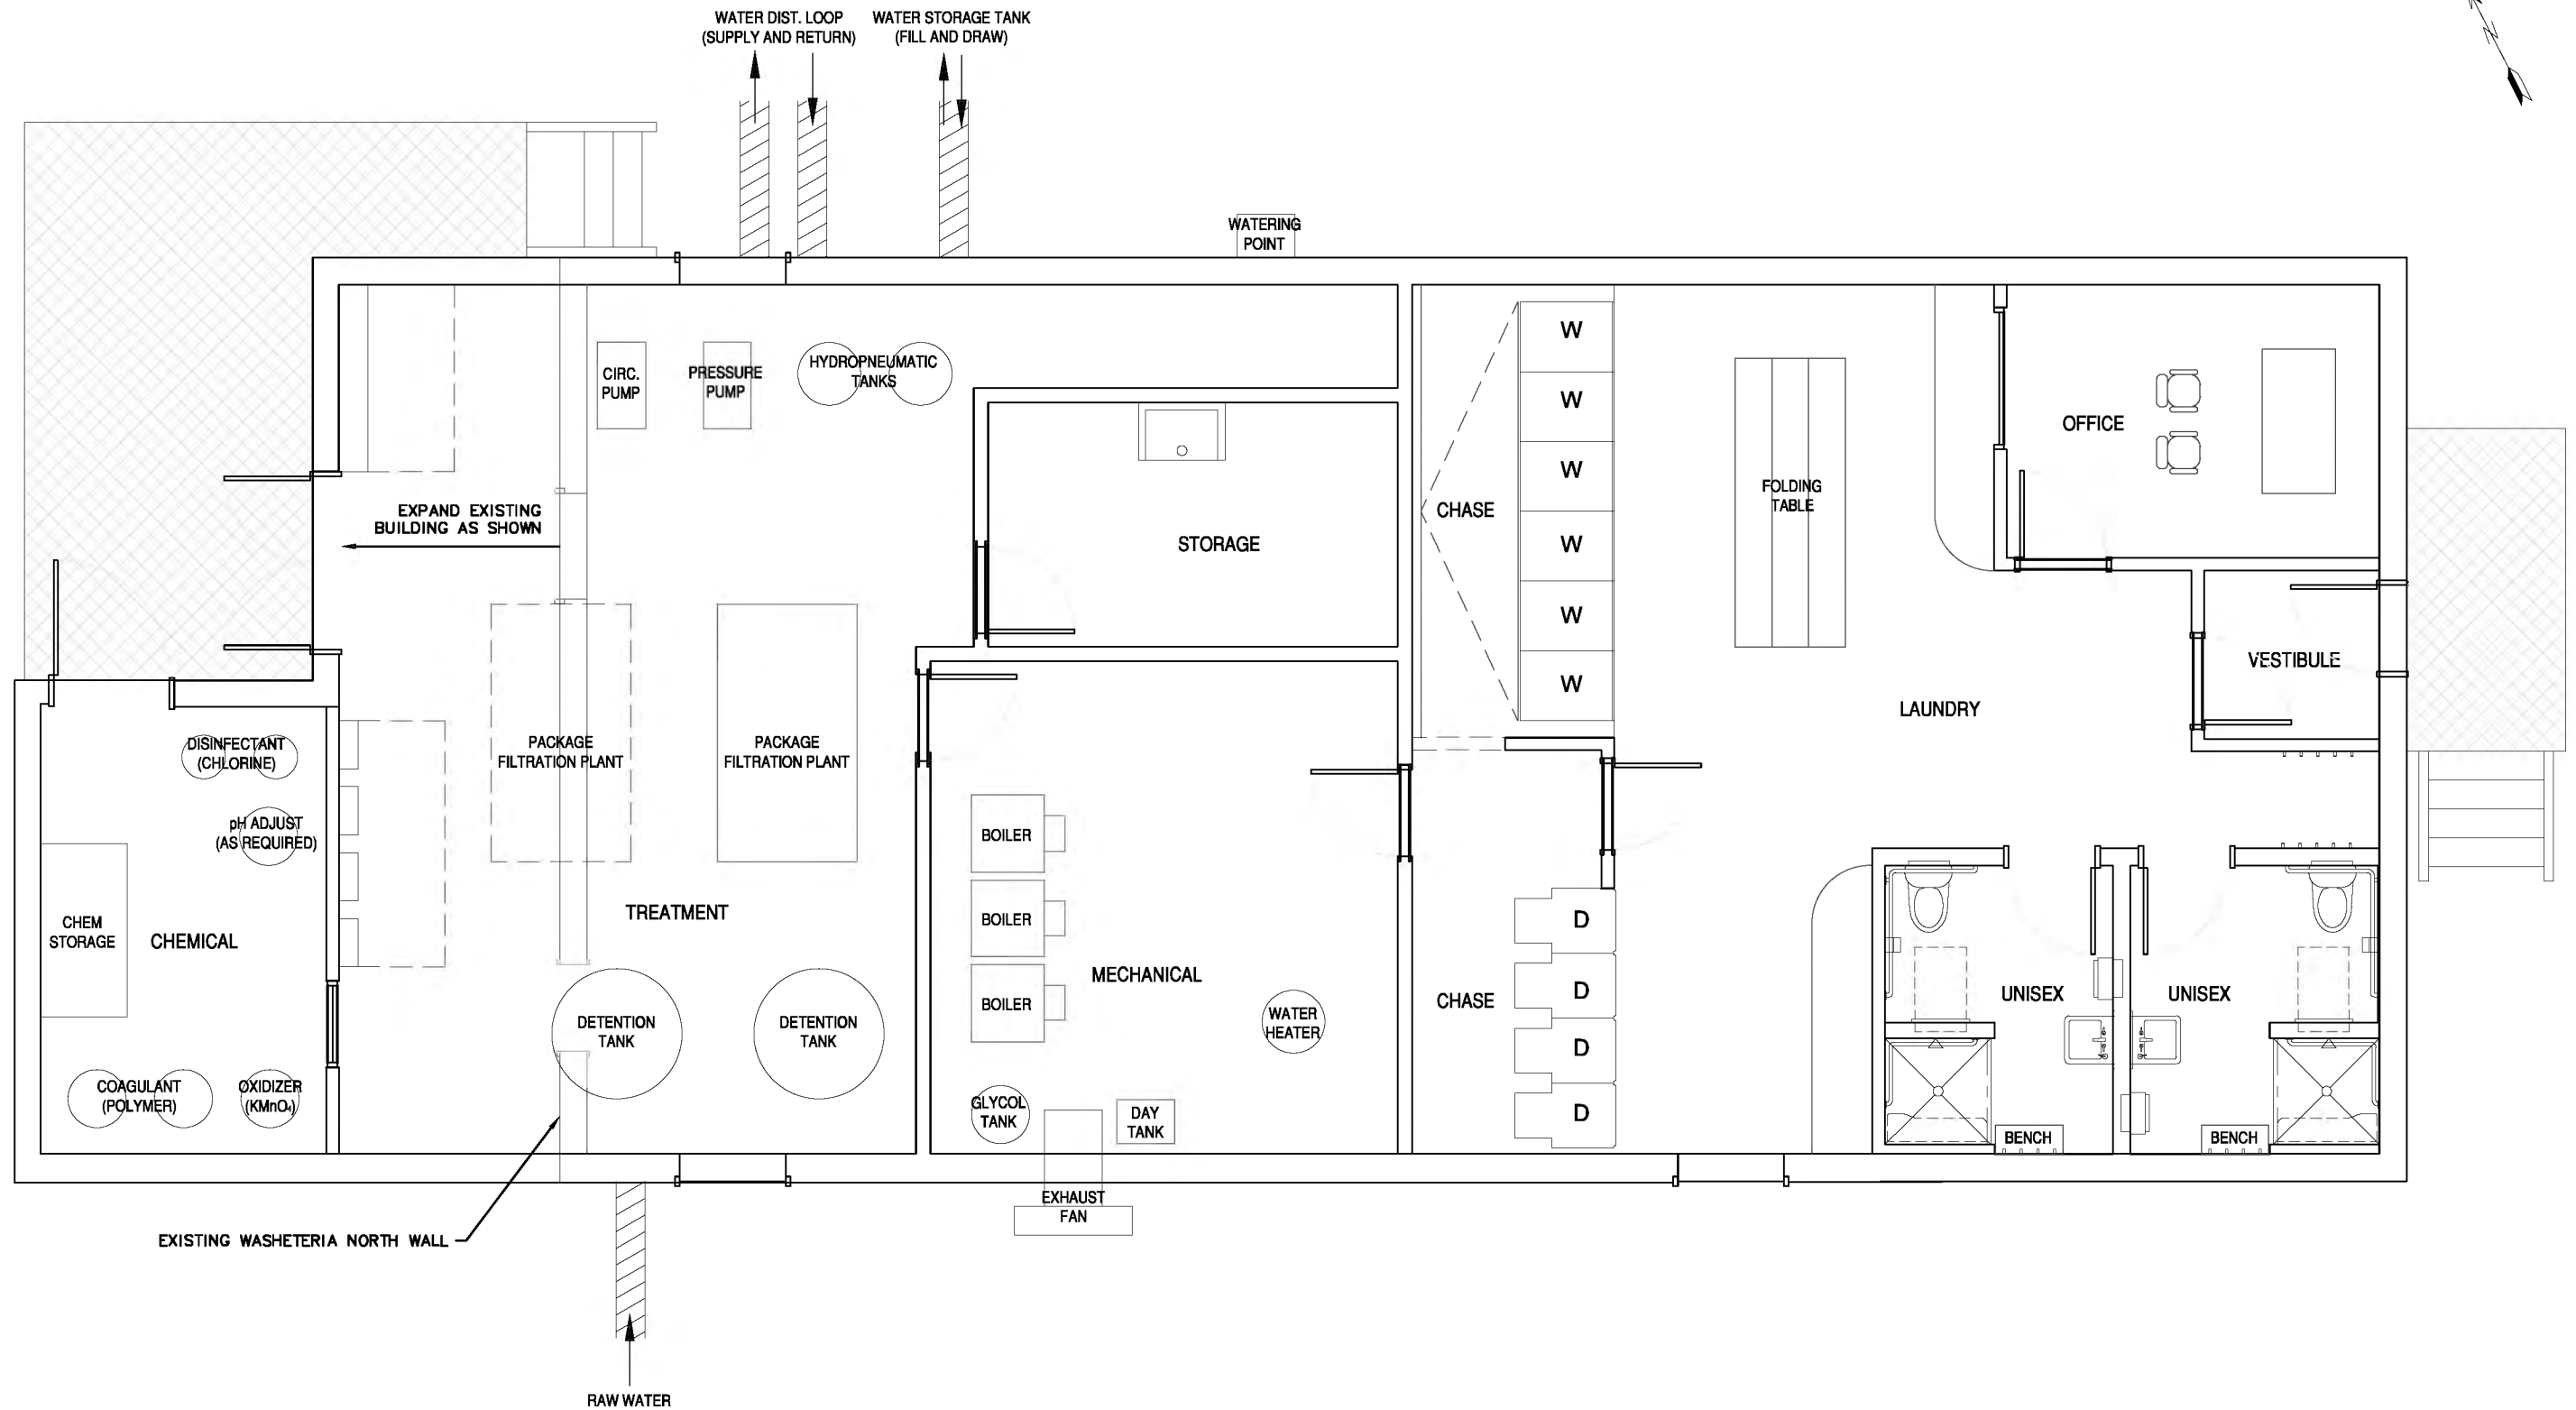 WATER DIST. LOOP
(SUPPLY AND RETURN)
WATER STORAGE TANK
(FILL AND DRAW)
N
WATERING
POINT
CIRC.
PUMP
PRESSURE
PUMP
HYDROPNEUMATIC
TANKS
EXPAND EXISTING
BUILDING AS SHOWN
STORAGE
CHASE
W
W
W
W
W
W
FOLDING
TABLE
OFFICE
VESTIBULE
LAUNDRY
DISINFECTANT
(CHLORINE)
pH ADJUST
(AS REQUIRED)
CHEM
STORAGE
CHEMICAL
COAGULANT
(POLYMER)
OXIDIZER
(KMnO₄)
PACKAGE
FILTRATION PLANT
PACKAGE
FILTRATION PLANT
TREATMENT
DETENTION
TANK
DETENTION
TANK
BOILER
BOILER
BOILER
MECHANICAL
WATER
HEATER
GLYCOL
TANK
DAY
TANK
EXHAUST
FAN
CHASE
D
D
D
D
UNISEX
UNISEX
BENCH
BENCH
EXISTING WASHETERIA NORTH WALL
RAW WATER